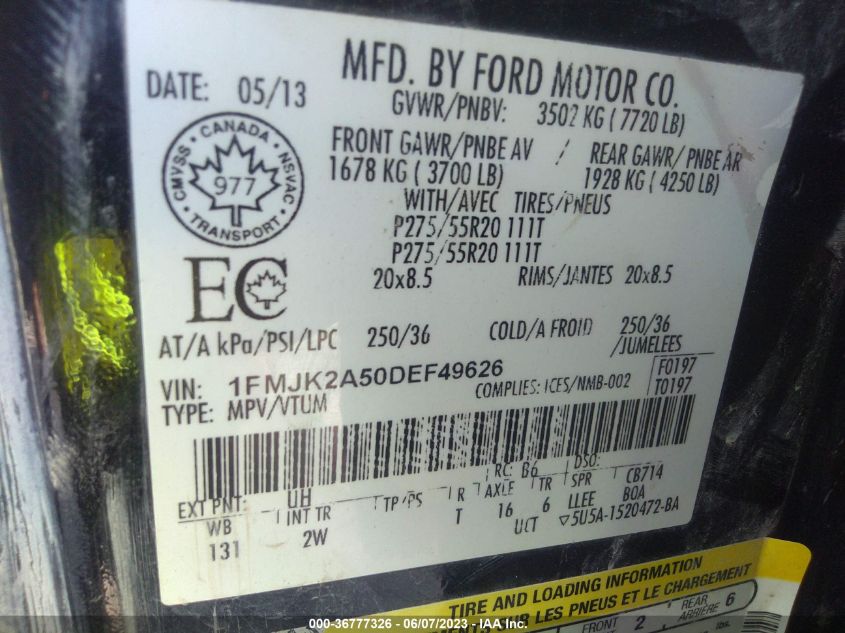 MFD. BY FORD MOTOR CO.
DATE: 05/13
GVWR/PNBV: 3502 KG ( 7720 LB)
FRONT GAWR/PNBE AV / REAR GAWR/ PNBE AR
1678 KG ( 3700 LB) 1928 KG ( 4250 LB)
CMVSS · CANADA · NSVAC · TRANSPORT ·
977
WITH/AVEC TIRES/PNEUS
P275/55R20 111T
P275/55R20 111T
EC
20x8.5 RIMS/JANTES 20x8.5
AT/A kPa/PSI/LPC 250/36 COLD/A FROID 250/36
/JUMELEES
VIN: 1FMJK2A50DEF49626
COMPLIES: ICES/NMB-002
F0197
T0197
TYPE: MPV/VTUM
RC: B6 DSO:
EXT PNT: UH TP/PS R AXLE TR SPR CB714
WB INT TR T 16 6 LLEE BOA
131 2W UCT ▽5U5A-1520472-BA
TIRE AND LOADING INFORMATION
SUR LES PNEUS ET LE CHARGEMENT
FRONT 2 REAR ARRIÈRE 6
lbs.
000-36777326 - 06/07/2023 - IAA Inc.